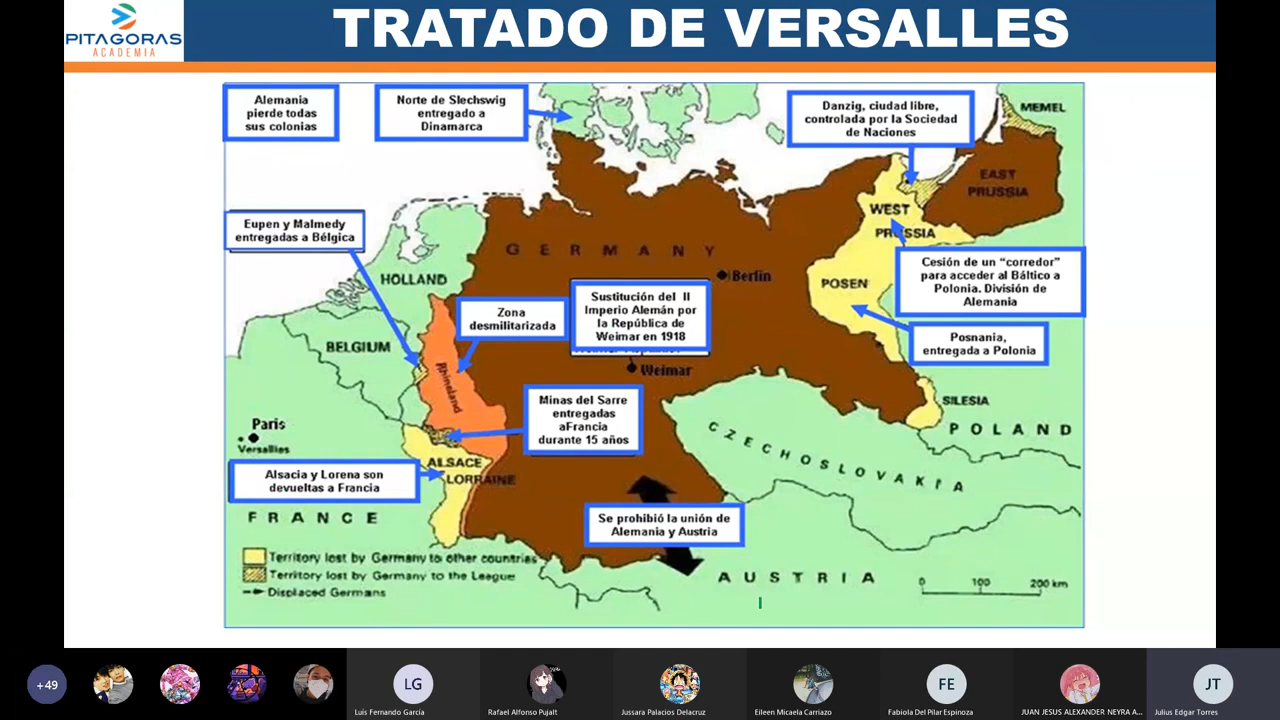 PITAGORAS
ACADEMIA
TRATADO DE VERSALLES
Alemania
pierde todas
sus colonias
Norte de Slechswig
entregado a
Dinamarca
Danzig, ciudad libre,
controlada por la Sociedad
de Naciones
MEMEL
EAST
PRUSSIA
WEST
PRUSSIA
Eupen y Malmedy
entregadas a Bélgica
GERMANY
Berlin
HOLLAND
POSEN
Cesión de un “corredor”
para acceder al Báltico a
Polonia. División de
Alemania
Zona
desmilitarizada
Sustitución del II
Imperio Alemán por
la República de
Weimar en 1918
Posnania,
entregada a Polonia
BELGIUM
Rhineland
Weimar
Minas del Sarre
entregadas
aFrancia
durante 15 años
SILESIA
POLAND
Paris
Versailles
CZECHOSLOVAKIA
ALSACE
LORRAINE
Alsacia y Lorena son
devueltas a Francia
FRANCE
Se prohibió la unión de
Alemania y Austria
Territory lost by Germany to other countries
Territory lost by Germany to the League
Displaced Germans
AUSTRIA
0 100 200 km
+49
LG
FE
JT
Luis Fernando Garcia
Rafael Alfonso Pujalt
Jussara Palacios Delacruz
Eileen Micaela Carriazo
Fabiola Del Pilar Espinoza
JUAN JESUS ALEXANDER NEYRA A...
Julius Edgar Torres